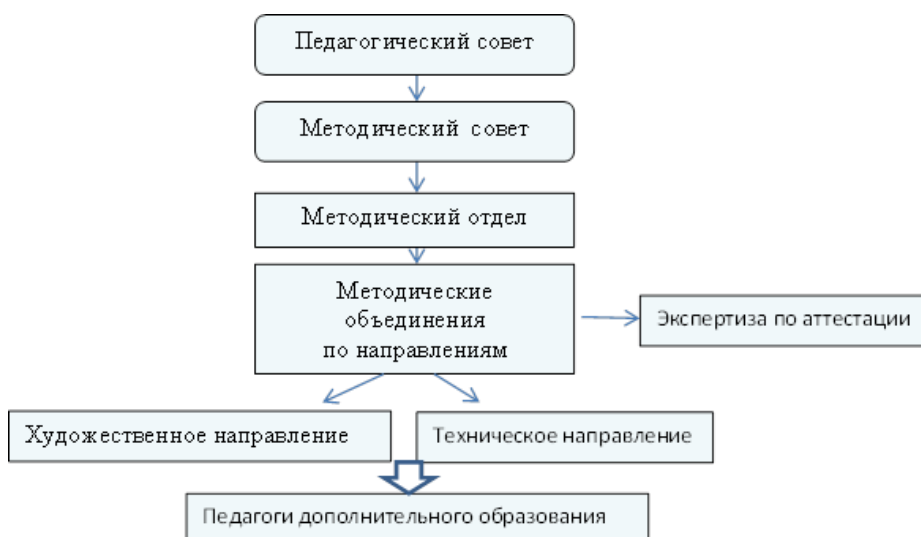 Педагогический совет
Методический совет
Методический отдел
Методические
объединения
по направлениям
Экспертиза по аттестации
Художественное направление
Техническое направление
Педагоги дополнительного образования